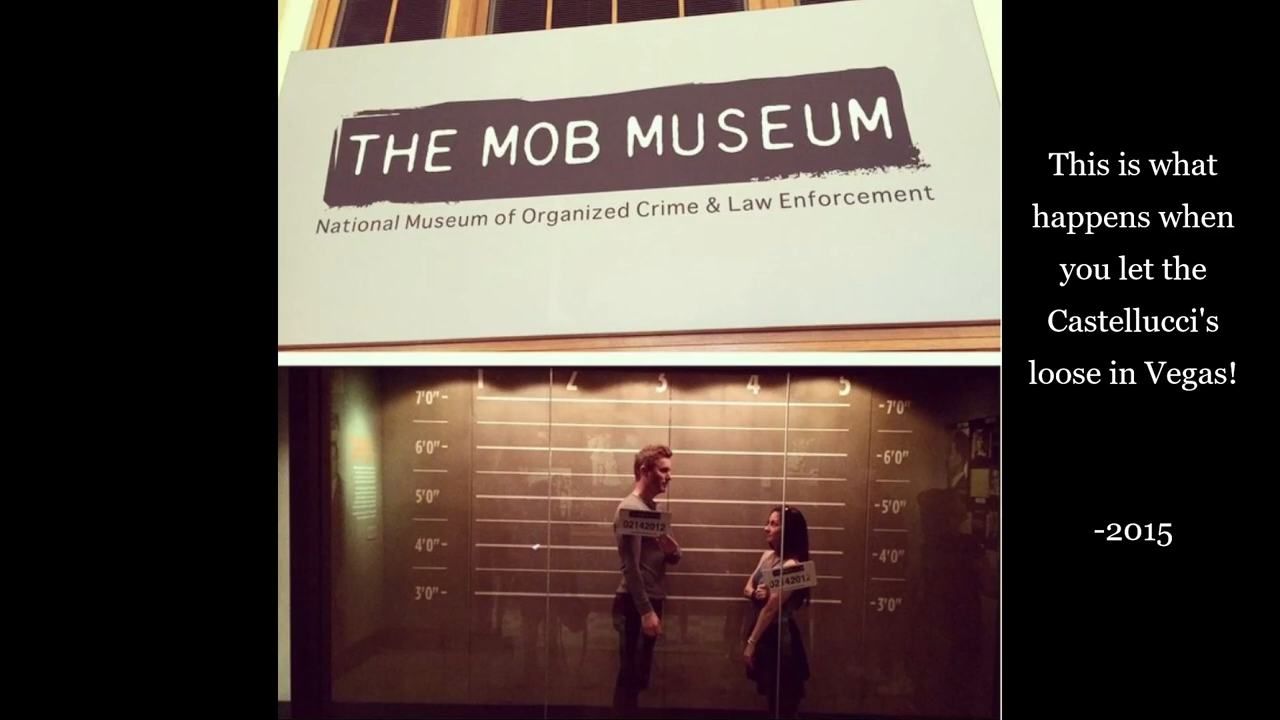 THE MOB MUSEUM
National Museum of Organized Crime & Law Enforcement
This is what
happens when
you let the
Castellucci's
loose in Vegas!
-2015
1 2 3 4 5
7'0"- -7'0"
6'0"- -6'0"
5'0"- -5'0"
4'0"- -4'0"
3'0"- -3'0"
02142012
02142012